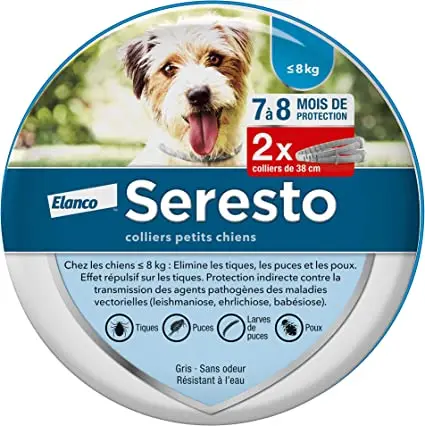 ≤ 8 kg
7 à 8 MOIS DE
PROTECTION
2x
colliers de 38 cm
Elanco
Seresto
colliers petits chiens
Chez les chiens ≤ 8 kg : Elimine les tiques, les puces et les poux.
Effet répulsif sur les tiques. Protection indirecte contre la
transmission des agents pathogènes des maladies
vectorielles (leishmaniose, ehrlichiose, babésiose).
Tiques
Puces
Larves
de
puces
Poux
Gris - Sans odeur
Résistant à l'eau